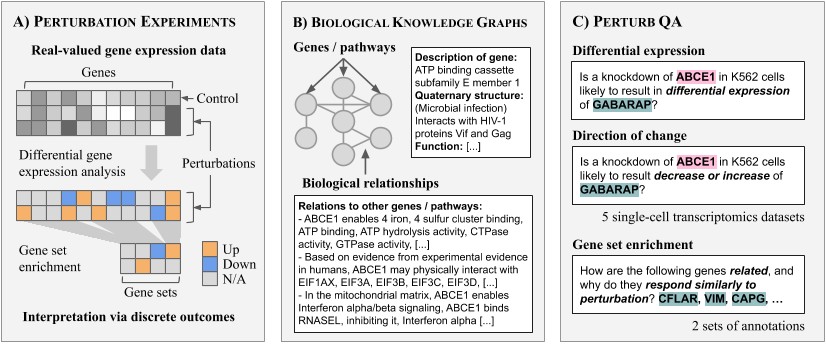 A) PERTURBATION EXPERIMENTS
Real-valued gene expression data
Genes
Control
Differential gene
expression analysis
Perturbations
Gene set
enrichment
Up
Down
N/A
Gene sets
Interpretation via discrete outcomes
B) BIOLOGICAL KNOWLEDGE GRAPHS
Genes / pathways
Description of gene:
ATP binding cassette
subfamily E member 1
Quaternary structure:
(Microbial infection)
Interacts with HIV-1
proteins Vif and Gag
Function: [...]
Biological relationships
Relations to other genes / pathways:
- ABCE1 enables 4 iron, 4 sulfur cluster binding,
ATP binding, ATP hydrolysis activity, CTPase
activity, GTPase activity, [...]
- Based on evidence from experimental evidence
in humans, ABCE1 may physically interact with
EIF1AX, EIF3A, EIF3B, EIF3C, EIF3D, [...]
- In the mitochondrial matrix, ABCE1 enables
Interferon alpha/beta signaling, ABCE1 binds
RNASEL, inhibiting it, Interferon alpha [...]
C) PERTURB QA
Differential expression
Is a knockdown of ABCE1 in K562 cells
likely to result in differential expression
of GABARAP?
Direction of change
Is a knockdown of ABCE1 in K562 cells
likely to result decrease or increase of
GABARAP?
5 single-cell transcriptomics datasets
Gene set enrichment
How are the following genes related, and
why do they respond similarly to
perturbation? CFLAR, VIM, CAPG, ...
2 sets of annotations